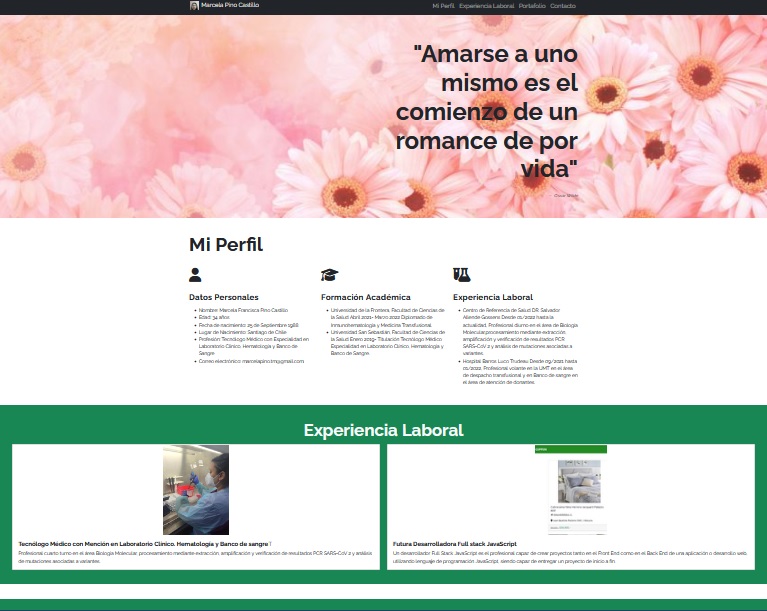 Marcela Pino Castillo
Mi Perfil Experiencia Laboral Portafolio Contacto
"Amarse a uno
mismo es el
comienzo de un
romance de por
vida"
Mi Perfil
Datos Personales
Nombre: Marcela Francisca Pino Castillo
Edad: 34 años
Fecha de nacimiento: 25 de Septiembre 1988
Lugar de Nacimiento: Santiago de Chile
Profesión: Tecnólogo Médico con Especialidad en
Laboratorio Clínico, Hematología y Banco de
Sangre
Correo electrónico: marcelapino.tm@gmail.com
Formación Académica
Universidad de la Frontera, Facultad de Ciencias de
la Salud Abril 2021- Marzo 2022 Diplomado de
Inmunohematología y Medicina Transfusional.
Universidad San Sebastián, Facultad de Ciencias de
la Salud Enero 2019- Titulación Tecnólogo Médico
Especialidad en Laboratorio Clínico, Hematología y
Banco de Sangre.
Experiencia Laboral
Centro de Referencia de Salud DR. Salvador
Allende Gossens Desde 01/2022 hasta la
actualidad. Profesional diurno en el área de Biología
Molecular,procesamiento mediante extracción,
amplificación y verificación de resultados PCR
SARS-CoV 2 y análisis de mutaciones asociadas a
variantes.
Hospital Barros Luco Trudeau Desde 09/2021 hasta
01/2022. Profesional volante en la UMT en el área
de despacho transfusional y en Banco de sangre en
el área de atención de donantes.
Experiencia Laboral
Tecnólogo Médico con Mención en Laboratorio Clínico, Hematología y Banco de sangre
Profesional cuarto turno en el área Biología Molecular, procesamiento mediante extracción, amplificación y verificación de resultados PCR SARS-CoV 2 y análisis
de mutaciones asociadas a variantes.
Futura Desarrolladora Full stack JavaScript
Un desarrollador Full Stack JavaScript es el profesional capaz de crear proyectos tanto en el Front End como en el Back End de una aplicación o desarrollo web,
utilizando lenguaje de programación JavaScript, siendo capaz de entregar un proyecto de inicio a fin.